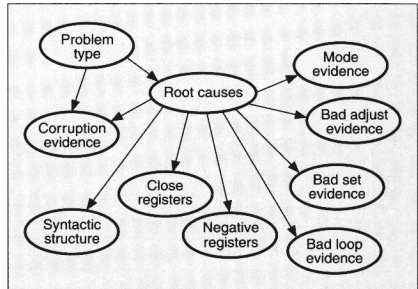 Problem
type
Mode
evidence
Root causes
Bad adjust
evidence
Corruption
evidence
Close
registers
Bad set
evidence
Syntactic
structure
Negative
registers
Bad loop
evidence